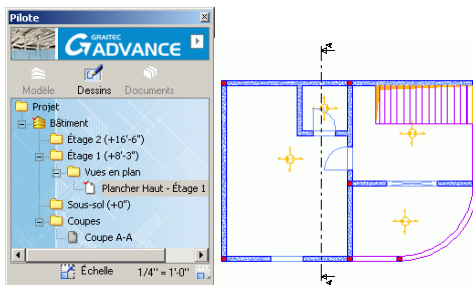 Pilote
GRAITEC
ADVANCE
Modèle Dessins Documents
Projet
Bâtiment
Étage 2 (+16'-6")
Étage 1 (+8'-3")
Vues en plan
Plancher Haut - Étage 1
Sous-sol (+0")
Coupes
Coupe A-A
Échelle 1/4" = 1'-0"